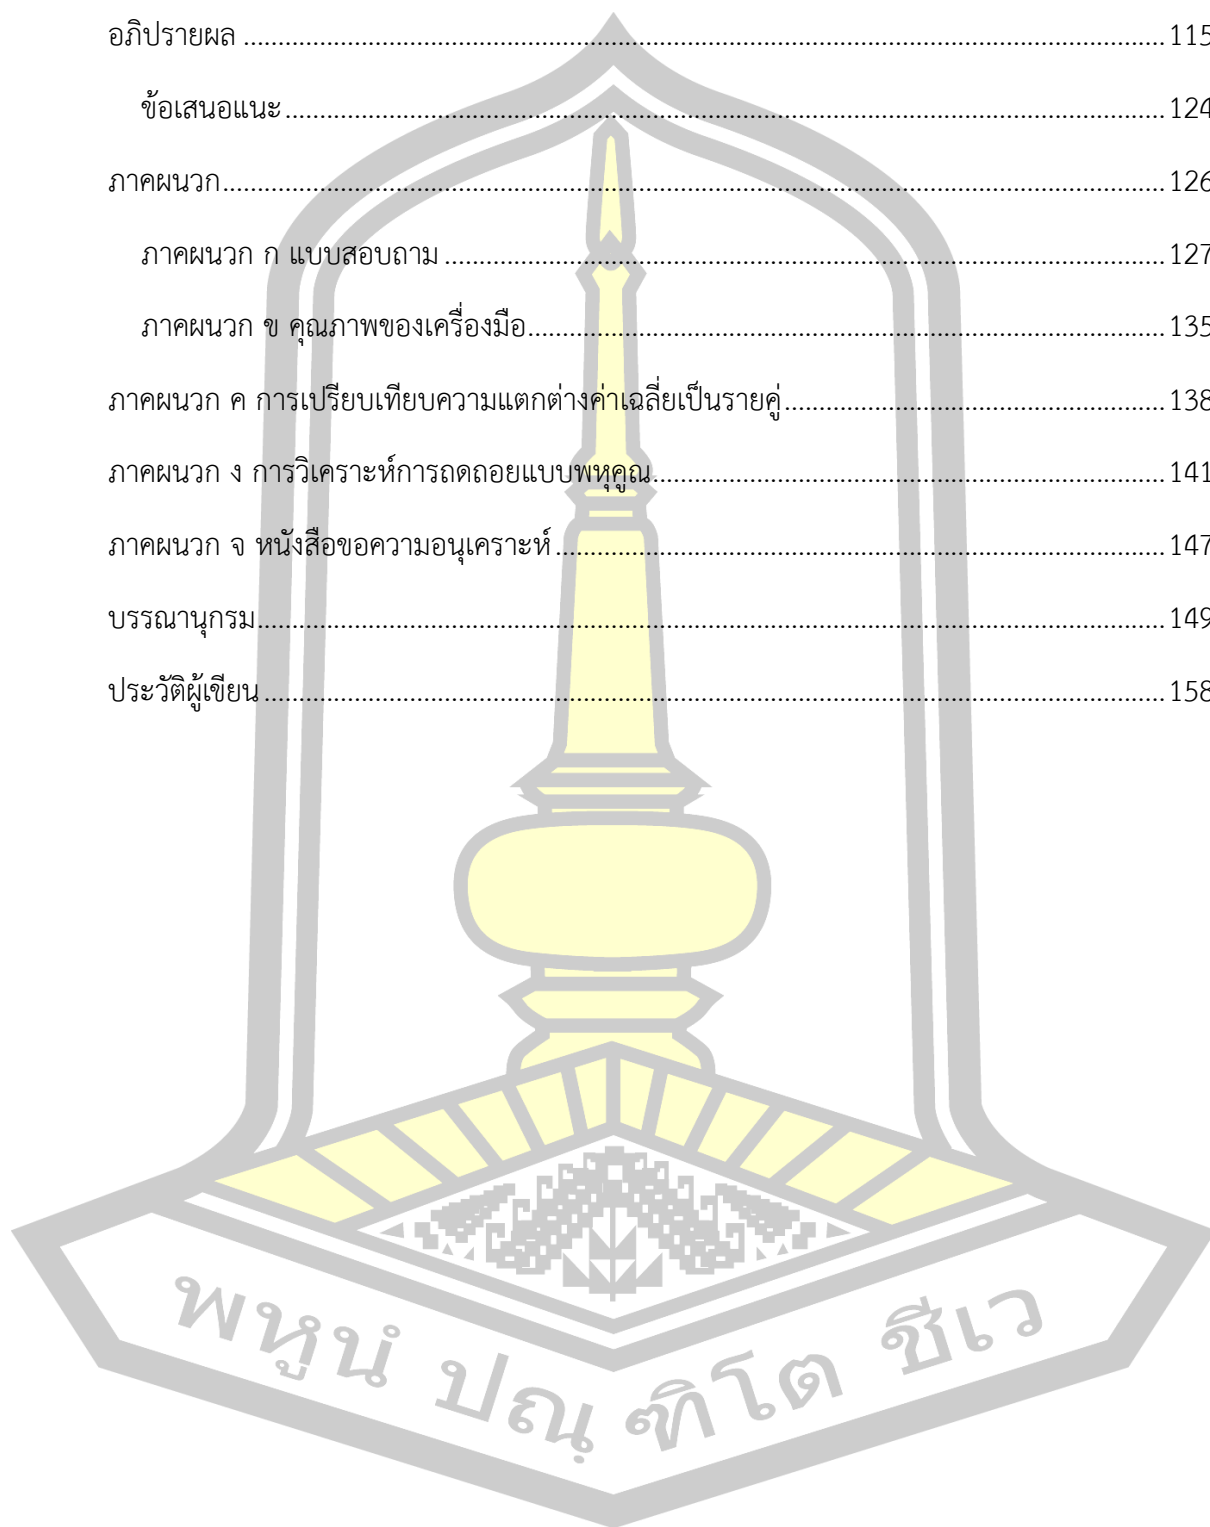 อภิปรายผล ........................................................................................................................ 115
ข้อเสนอแนะ ................................................................................................................... 124
ภาคผนวก........................................................................................................................... 126
ภาคผนวก ก แบบสอบถาม ............................................................................................... 127
ภาคผนวก ข คุณภาพของเครื่องมือ................................................................................... 135
ภาคผนวก ค การเปรียบเทียบความแตกต่างค่าเฉลี่ยเป็นรายคู่ ................................................. 138
ภาคผนวก ง การวิเคราะห์การถดถอยแบบพหุคูณ.................................................................. 141
ภาคผนวก จ หนังสือขอความอนุเคราะห์ ............................................................................... 147
บรรณานุกรม...................................................................................................................... 149
ประวัติผู้เขียน ..................................................................................................................... 158
พหูนํ ปณฺฑิโต ชีเว